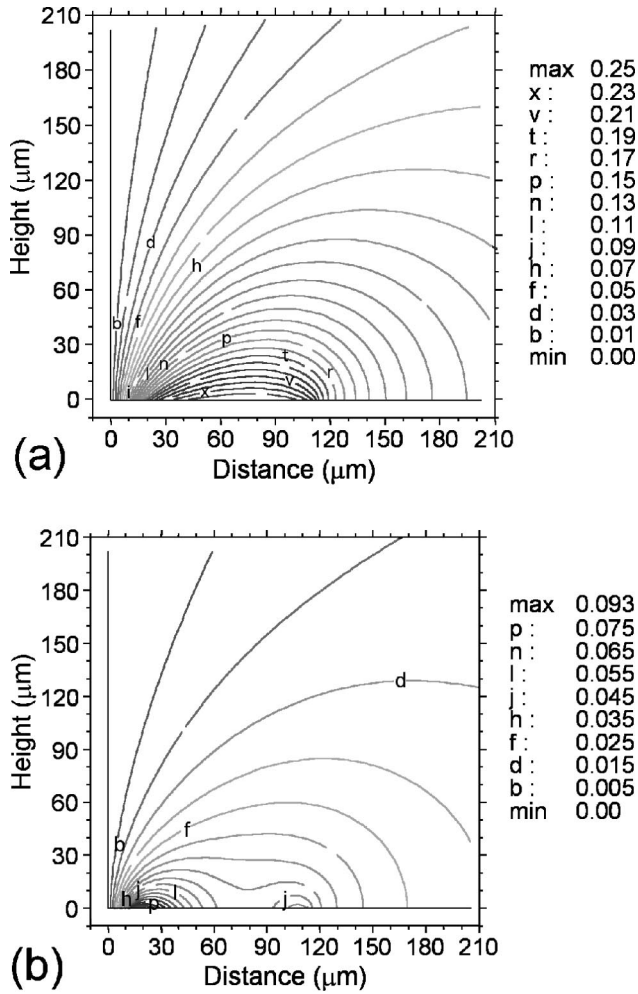 210
180
150
120
90
60
30
0
Height (μm)
d
h
b
f
p
t
n
l
r
v
i
x
0 30 60 90 120 150 180 210
Distance (μm)
(a)
max 0.25
x : 0.23
v : 0.21
t : 0.19
r : 0.17
p : 0.15
n : 0.13
l : 0.11
j : 0.09
h : 0.07
f : 0.05
d : 0.03
b : 0.01
min 0.00
210
180
150
120
90
60
30
0
Height (μm)
d
f
b
j
l
h
p
j
0 30 60 90 120 150 180 210
Distance (μm)
(b)
max 0.093
p : 0.075
n : 0.065
l : 0.055
j : 0.045
h : 0.035
f : 0.025
d : 0.015
b : 0.005
min 0.00